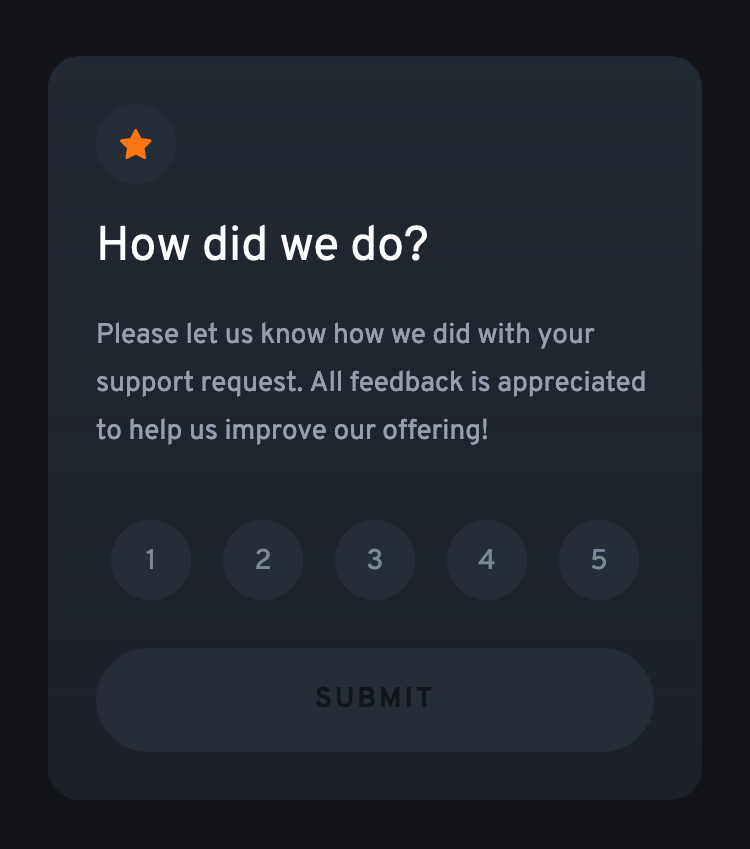 How did we do?
Please let us know how we did with your
support request. All feedback is appreciated
to help us improve our offering!
1 2 3 4 5
SUBMIT